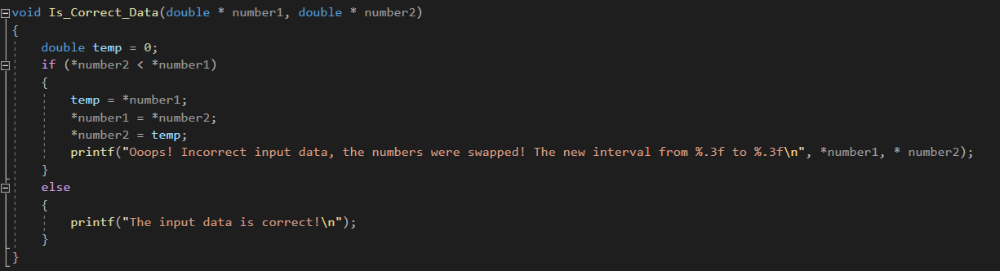 void Is_Correct_Data(double * number1, double * number2)
{
    double temp = 0;
    if (*number2 < *number1)
    {
        temp = *number1;
        *number1 = *number2;
        *number2 = temp;
        printf("Ooops! Incorrect input data, the numbers were swapped! The new interval from %.3f to %.3f\n", *number1, * number2);
    }
    else
    {
        printf("The input data is correct!\n");
    }
}